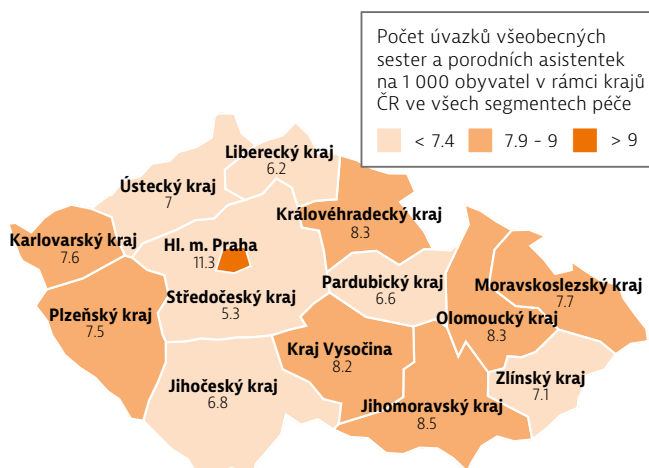 Počet úvazků všeobecných
sester a porodních asistentek
na 1 000 obyvatel v rámci krajů
ČR ve všech segmentech péče
< 7.4
7.9 - 9
> 9
Liberecký kraj
6.2
Ústecký kraj
7
Královéhradecký kraj
8.3
Karlovarský kraj
7.6
Hl. m. Praha
11.3
Pardubický kraj
6.6
Moravskoslezský kraj
7.7
Středočeský kraj
5.3
Plzeňský kraj
7.5
Olomoucký kraj
8.3
Kraj Vysočina
8.2
Zlínský kraj
7.1
Jihočeský kraj
6.8
Jihomoravský kraj
8.5